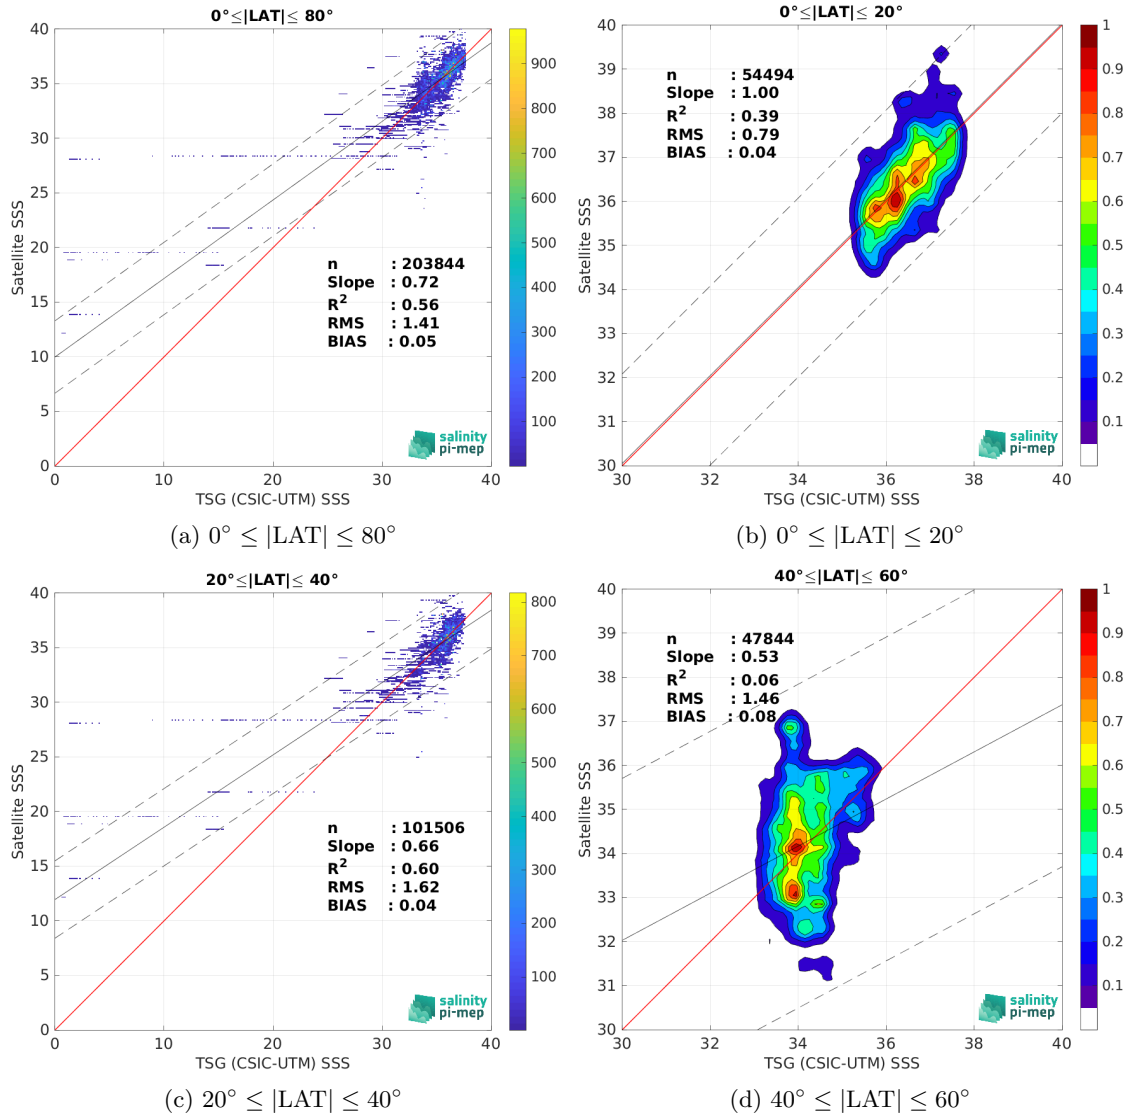 0°≤|LAT|≤ 80°
40
35
30
25
20
15
10
5
0
Satellite SSS
n : 203844
Slope : 0.72
R² : 0.56
RMS : 1.41
BIAS : 0.05
salinity
pi-mep
0 10 20 30 40
TSG (CSIC-UTM) SSS
900
800
700
600
500
400
300
200
100
(a) 0° ≤ |LAT| ≤ 80°
0°≤|LAT|≤ 20°
40
39
38
37
36
35
34
33
32
31
30
Satellite SSS
n : 54494
Slope : 1.00
R² : 0.39
RMS : 0.79
BIAS : 0.04
salinity
pi-mep
30 32 34 36 38 40
TSG (CSIC-UTM) SSS
1
0.9
0.8
0.7
0.6
0.5
0.4
0.3
0.2
0.1
(b) 0° ≤ |LAT| ≤ 20°
20°≤|LAT|≤ 40°
40
35
30
25
20
15
10
5
0
Satellite SSS
n : 101506
Slope : 0.66
R² : 0.60
RMS : 1.62
BIAS : 0.04
salinity
pi-mep
0 10 20 30 40
TSG (CSIC-UTM) SSS
800
700
600
500
400
300
200
100
(c) 20° ≤ |LAT| ≤ 40°
40°≤|LAT|≤ 60°
40
39
38
37
36
35
34
33
32
31
30
Satellite SSS
n : 47844
Slope : 0.53
R² : 0.06
RMS : 1.46
BIAS : 0.08
salinity
pi-mep
30 32 34 36 38 40
TSG (CSIC-UTM) SSS
1
0.9
0.8
0.7
0.6
0.5
0.4
0.3
0.2
0.1
(d) 40° ≤ |LAT| ≤ 60°